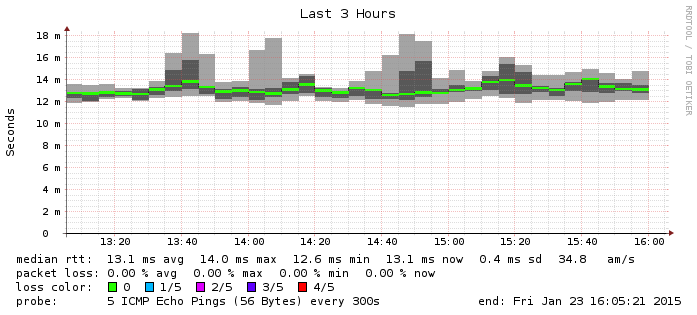 Last 3 Hours
RRDTOOL / TOBI OETIKER
Seconds
18 m
16 m
14 m
12 m
10 m
8 m
6 m
4 m
2 m
0
13:20 13:40 14:00 14:20 14:40 15:00 15:20 15:40 16:00
median rtt: 13.1 ms avg 14.0 ms max 12.6 ms min 13.1 ms now 0.4 ms sd 34.8 am/s
packet loss: 0.00 % avg 0.00 % max 0.00 % min 0.00 % now
loss color: 0 1/5 2/5 3/5 4/5
probe: 5 ICMP Echo Pings (56 Bytes) every 300s end: Fri Jan 23 16:05:21 2015